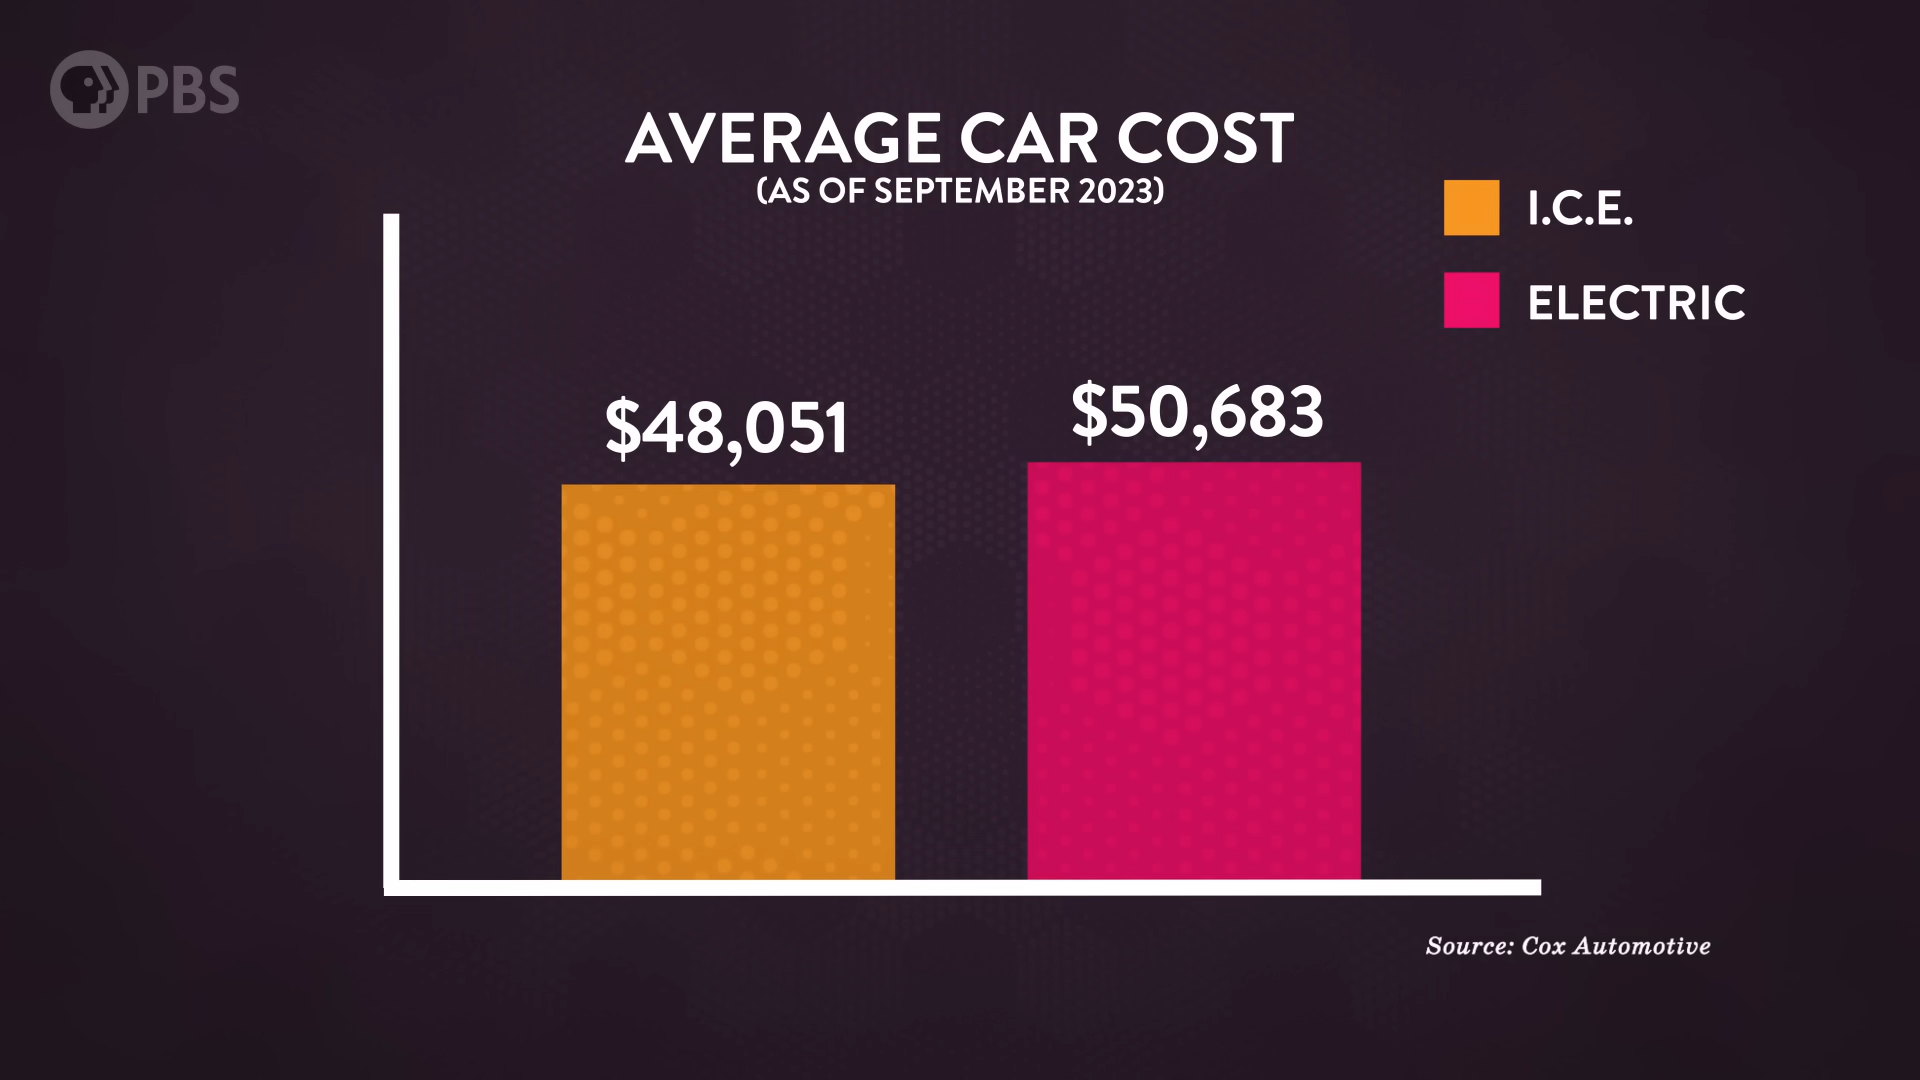 PBS
AVERAGE CAR COST
(AS OF SEPTEMBER 2023)
I.C.E.
ELECTRIC
$48,051
$50,683
Source: Cox Automotive